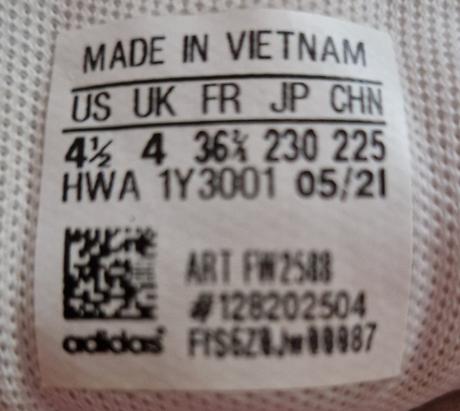 MADE IN VIETNAM
US UK FR JP CHN
4½ 4 36⅔ 230 225
HWA 1Y3001 05/21
ART FW2588
#128202504
adidas